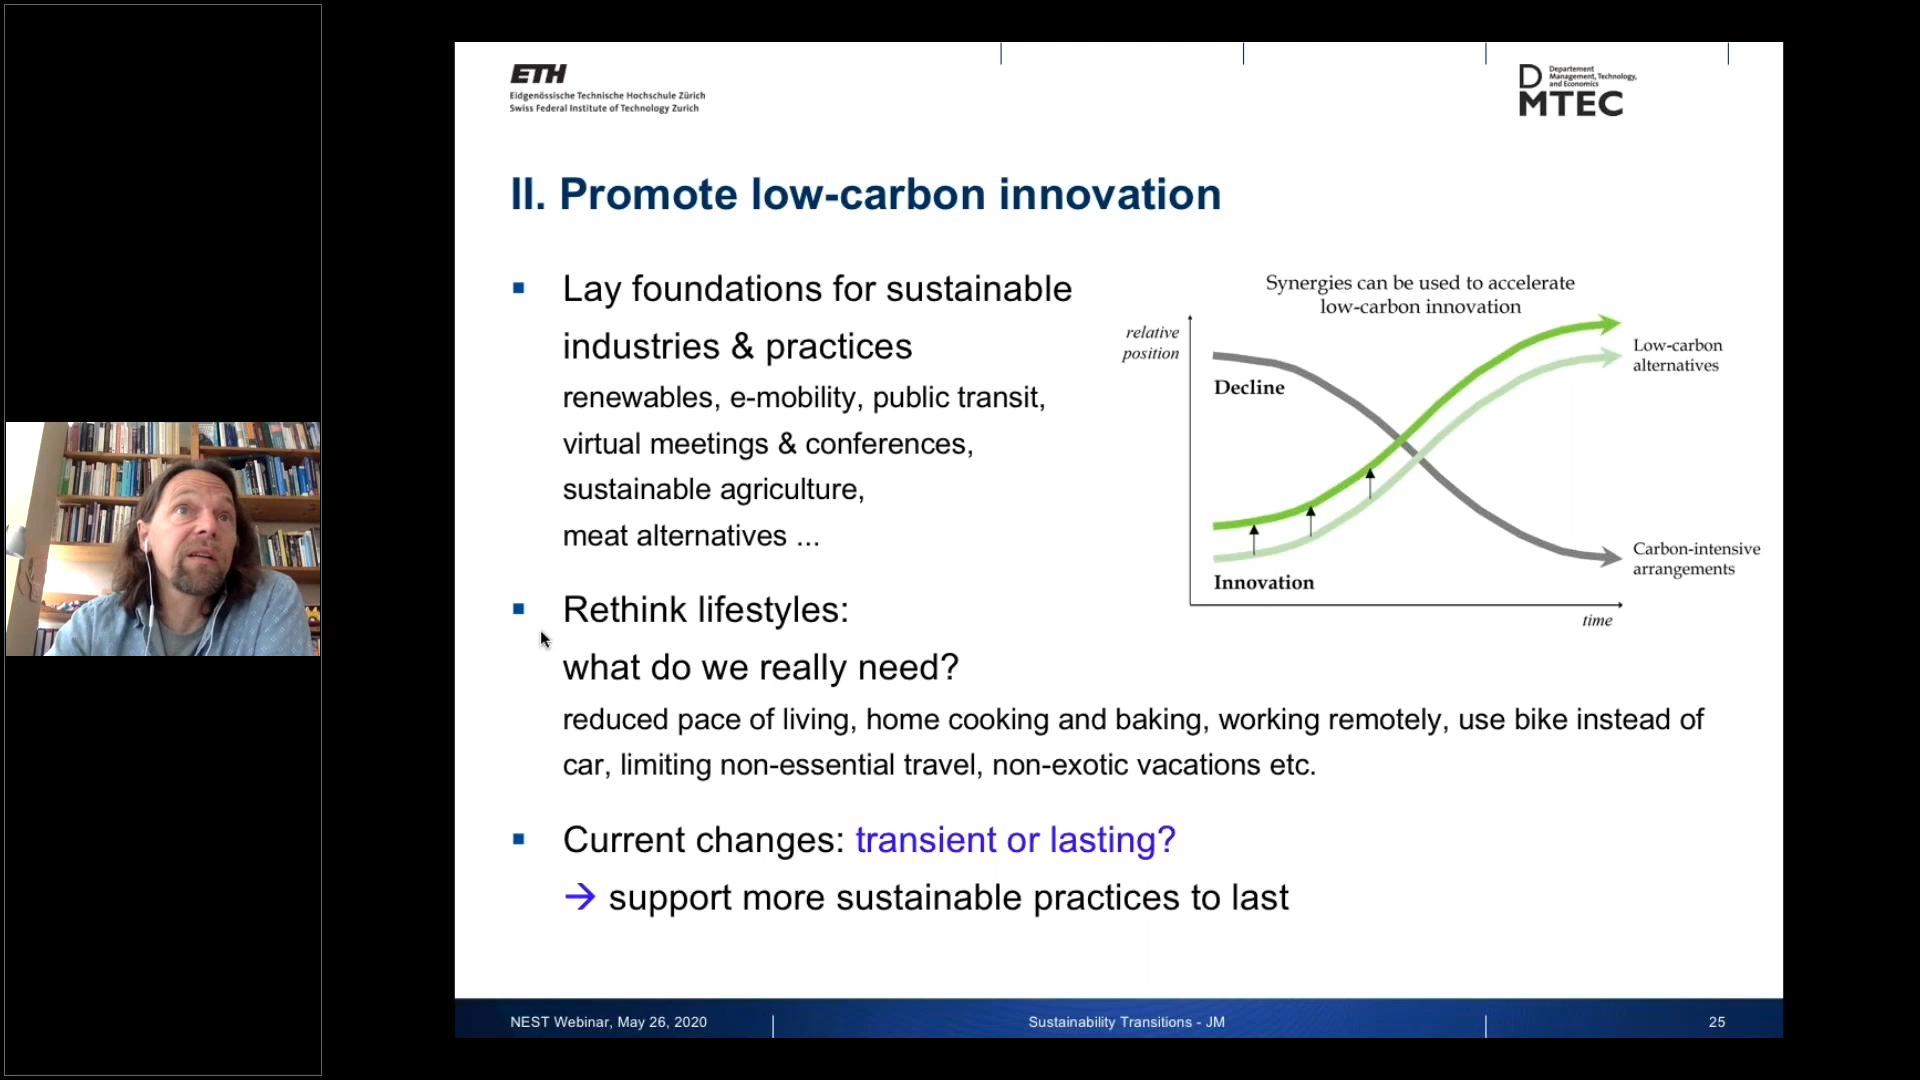 ETH
Eidgenössische Technische Hochschule Zürich
Swiss Federal Institute of Technology Zurich
D Departement
Management, Technology,
and Economics
MTEC
II. Promote low-carbon innovation
Lay foundations for sustainable
industries & practices
renewables, e-mobility, public transit,
virtual meetings & conferences,
sustainable agriculture,
meat alternatives ...
Synergies can be used to accelerate
low-carbon innovation
relative
position
Decline
Innovation
Low-carbon
alternatives
Carbon-intensive
arrangements
time
Rethink lifestyles:
what do we really need?
reduced pace of living, home cooking and baking, working remotely, use bike instead of
car, limiting non-essential travel, non-exotic vacations etc.
Current changes: transient or lasting?
→ support more sustainable practices to last
NEST Webinar, May 26, 2020
Sustainability Transitions - JM
25